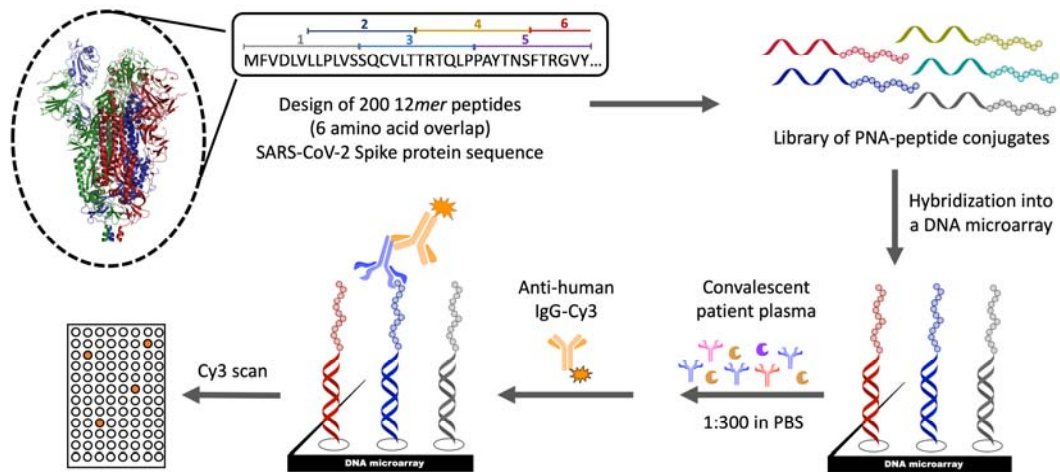 2 4 6
1 3 5
MFVDLVLLPLVSSQCVLTTRTQLPPAYTNSFTRGVY...
Design of 200 12mer peptides
(6 amino acid overlap)
SARS-CoV-2 Spike protein sequence
Library of PNA-peptide conjugates
Hybridization into
a DNA microarray
Convalescent
patient plasma
1:300 in PBS
DNA microarray
Anti-human
IgG-Cy3
DNA microarray
Cy3 scan